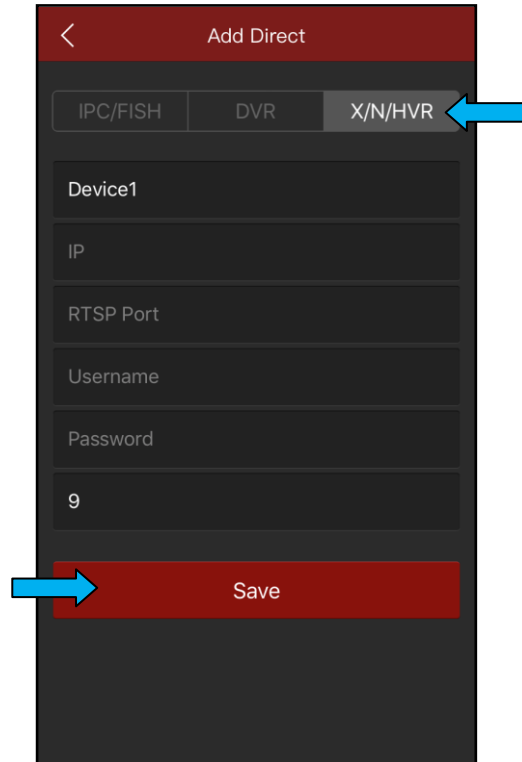 Add Direct
IPC/FISH DVR X/N/HVR
Device1
IP
RTSP Port
Username
Password
9
Save